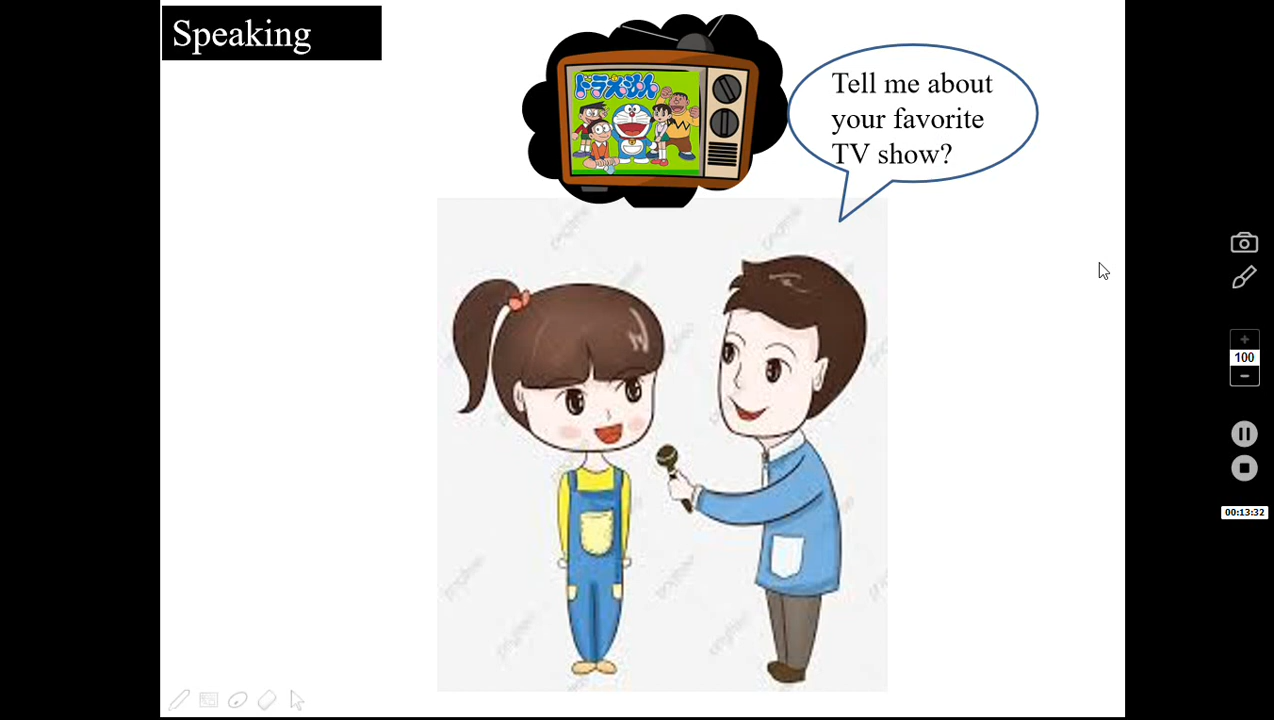 Speaking
ドラえもん
Tell me about
your favorite
TV show?
100
00:13:32